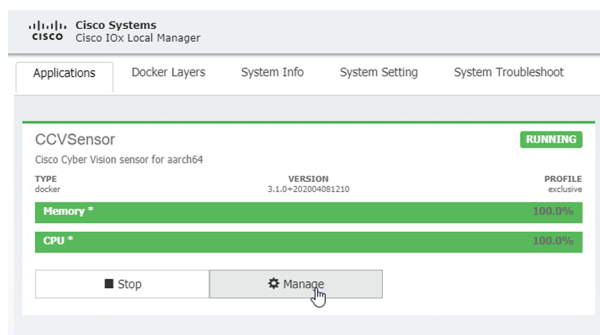 Cisco Systems
CISCO Cisco IOx Local Manager
Applications Docker Layers System Info System Setting System Troubleshoot
CCVSensor RUNNING
Cisco Cyber Vision sensor for aarch64
TYPE VERSION PROFILE
docker 3.1.0+202004081210 exclusive
Memory * 100.0%
CPU * 100.0%
Stop Manage